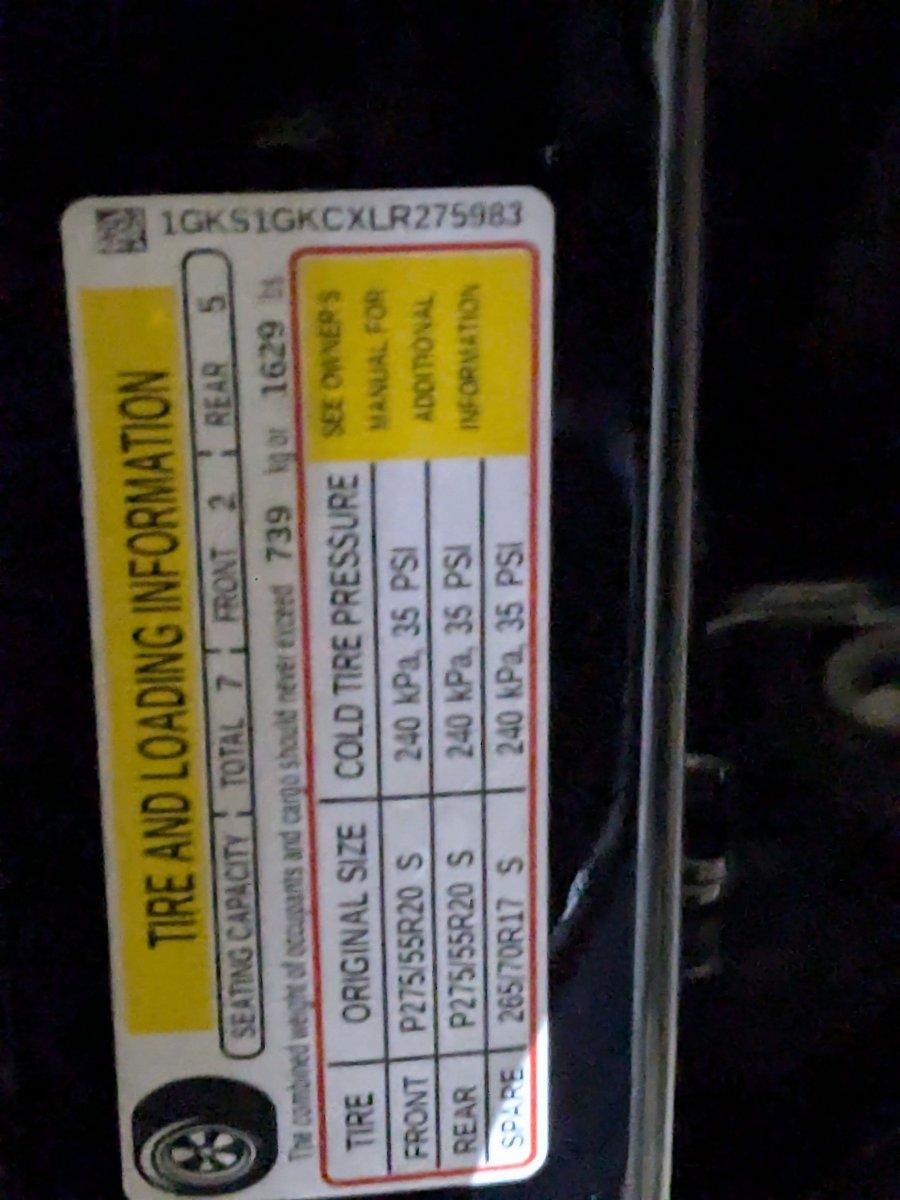 1GKS1GKCXLR275983
TIRE AND LOADING INFORMATION
SEATING CAPACITY TOTAL 7 FRONT 2 REAR 5
The combined weight of occupants and cargo should never exceed 739 kg or 1629 lbs
TIRE ORIGINAL SIZE COLD TIRE PRESSURE
FRONT P275/55R20 S 240 kPa, 35 PSI
REAR P275/55R20 S 240 kPa, 35 PSI
SPARE 265/70R17 S 240 kPa, 35 PSI
SEE OWNER'S
MANUAL FOR
ADDITIONAL
INFORMATION